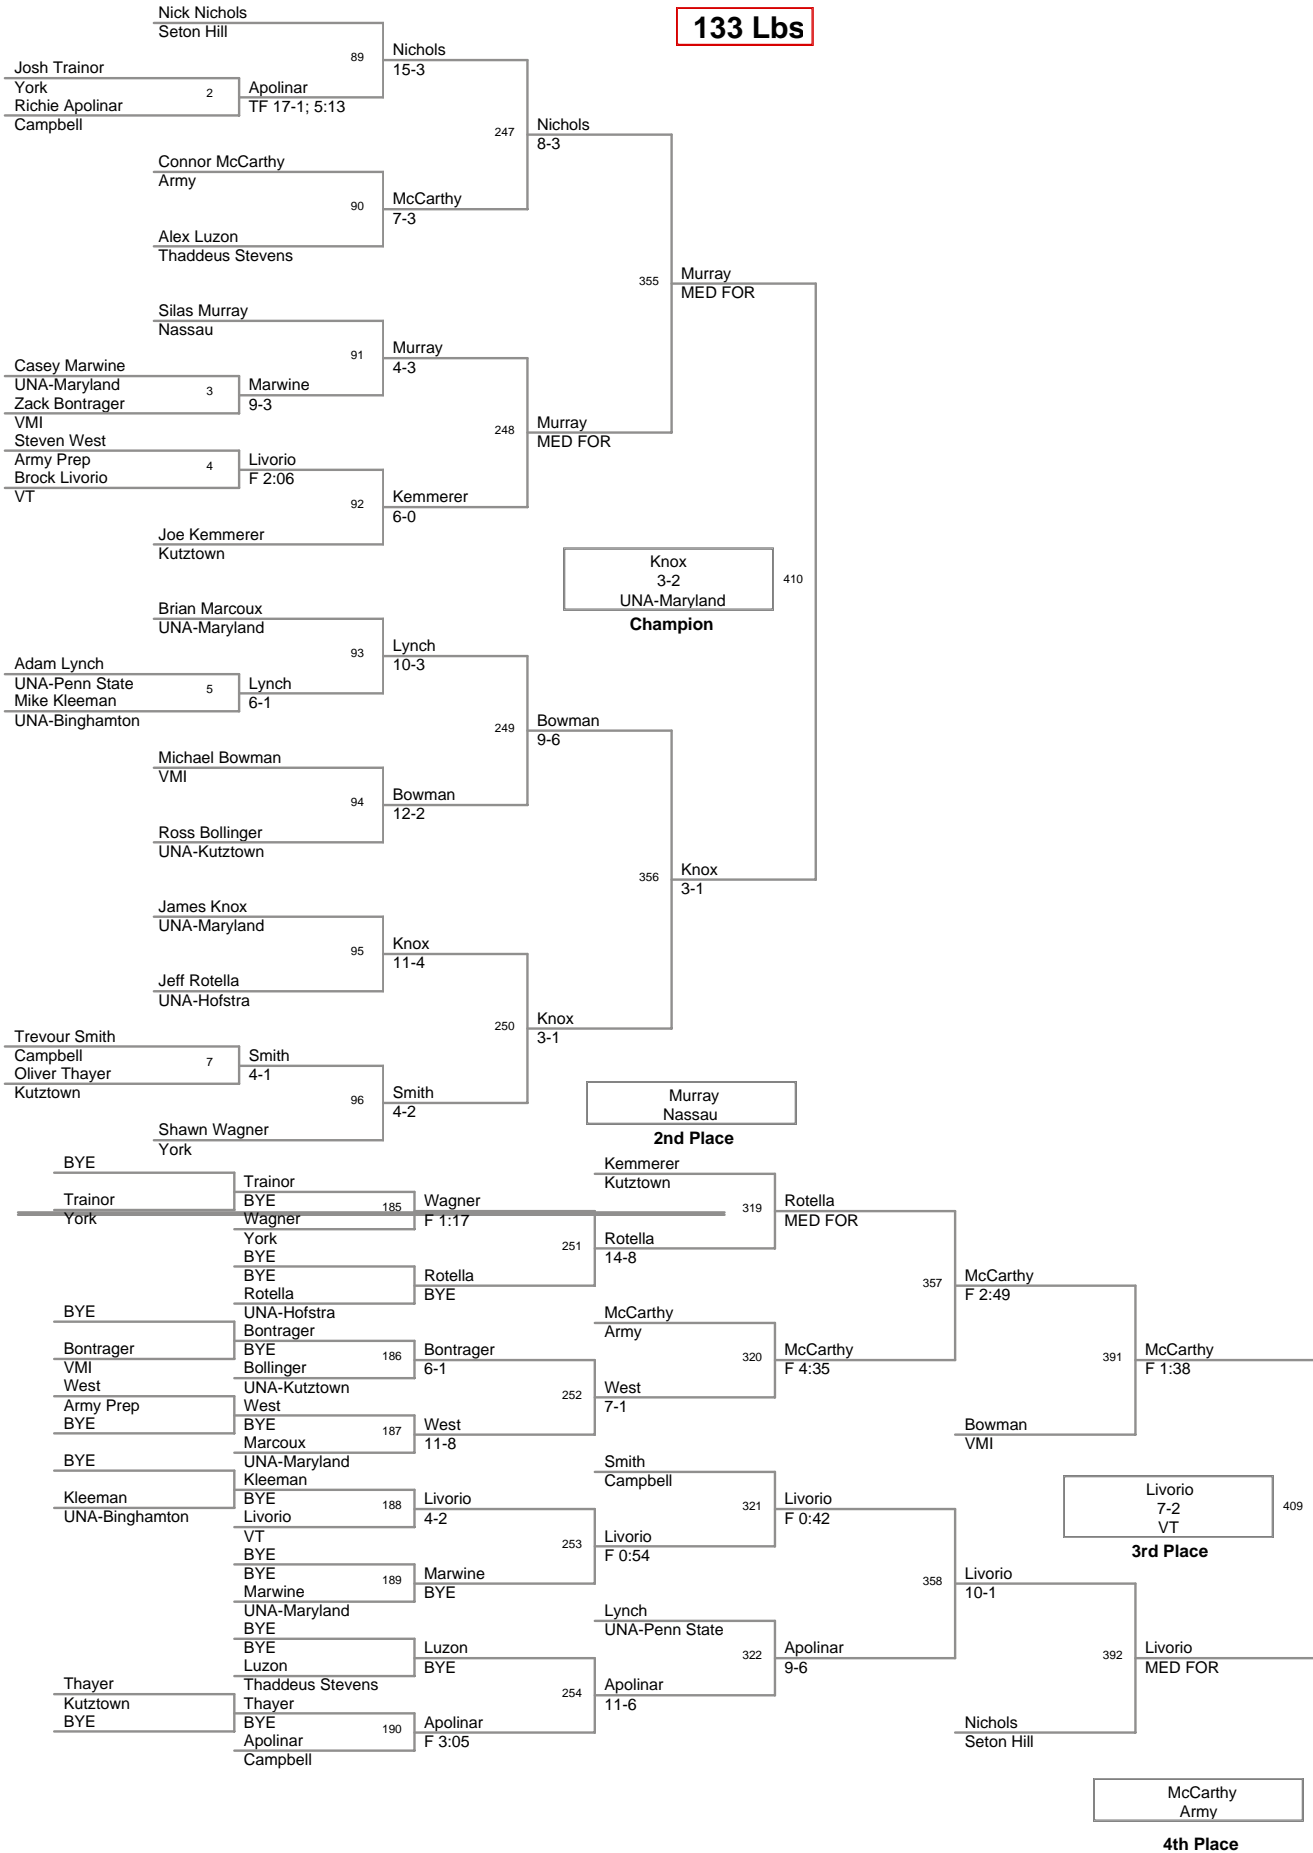 133 Lbs
Nick Nichols
Seton Hill
89
Nichols
15-3
Josh Trainor
York
2
Richie Apolinar
Campbell
Apolinar
TF 17-1; 5:13
247
Nichols
8-3
Connor McCarthy
Army
90
McCarthy
7-3
Alex Luzon
Thaddeus Stevens
355
Murray
MED FOR
Silas Murray
Nassau
91
Murray
4-3
Casey Marwine
UNA-Maryland
3
Zack Bontrager
VMI
Marwine
9-3
248
Murray
MED FOR
Steven West
Army Prep
4
Brock Livorio
VT
Livorio
F 2:06
92
Kemmerer
6-0
Joe Kemmerer
Kutztown
Knox
3-2
UNA-Maryland
410
Champion
Brian Marcoux
UNA-Maryland
93
Lynch
10-3
Adam Lynch
UNA-Penn State
5
Mike Kleeman
UNA-Binghamton
Lynch
6-1
249
Bowman
9-6
Michael Bowman
VMI
94
Bowman
12-2
Ross Bollinger
UNA-Kutztown
356
Knox
3-1
James Knox
UNA-Maryland
95
Knox
11-4
Jeff Rotella
UNA-Hofstra
250
Knox
3-1
Trevour Smith
Campbell
7
Oliver Thayer
Kutztown
Smith
4-1
96
Smith
4-2
Shawn Wagner
York
Murray
Nassau
2nd Place
BYE
Trainor
York
Trainor
BYE
185
Wagner
York
Wagner
F 1:17
BYE
BYE
Rotella
UNA-Hofstra
Rotella
BYE
251
Rotella
14-8
Kemmerer
Kutztown
319
Rotella
MED FOR
BYE
Bontrager
VMI
Bontrager
BYE
186
Bollinger
UNA-Kutztown
Bontrager
6-1
West
Army Prep
BYE
West
BYE
187
Marcoux
UNA-Maryland
West
11-8
252
West
7-1
McCarthy
Army
320
McCarthy
F 4:35
357
McCarthy
F 2:49
391
McCarthy
F 1:38
Bowman
VMI
BYE
Kleeman
UNA-Binghamton
Kleeman
BYE
188
Livorio
VT
Livorio
4-2
BYE
BYE
189
Marwine
UNA-Maryland
Marwine
BYE
253
Livorio
F 0:54
Smith
Campbell
321
Livorio
F 0:42
Livorio
7-2
VT
409
3rd Place
BYE
BYE
Luzon
Thaddeus Stevens
Luzon
BYE
Thayer
Kutztown
BYE
Thayer
BYE
190
Apolinar
Campbell
Apolinar
F 3:05
254
Apolinar
11-6
Lynch
UNA-Penn State
322
Apolinar
9-6
358
Livorio
10-1
392
Livorio
MED FOR
Nichols
Seton Hill
McCarthy
Army
4th Place